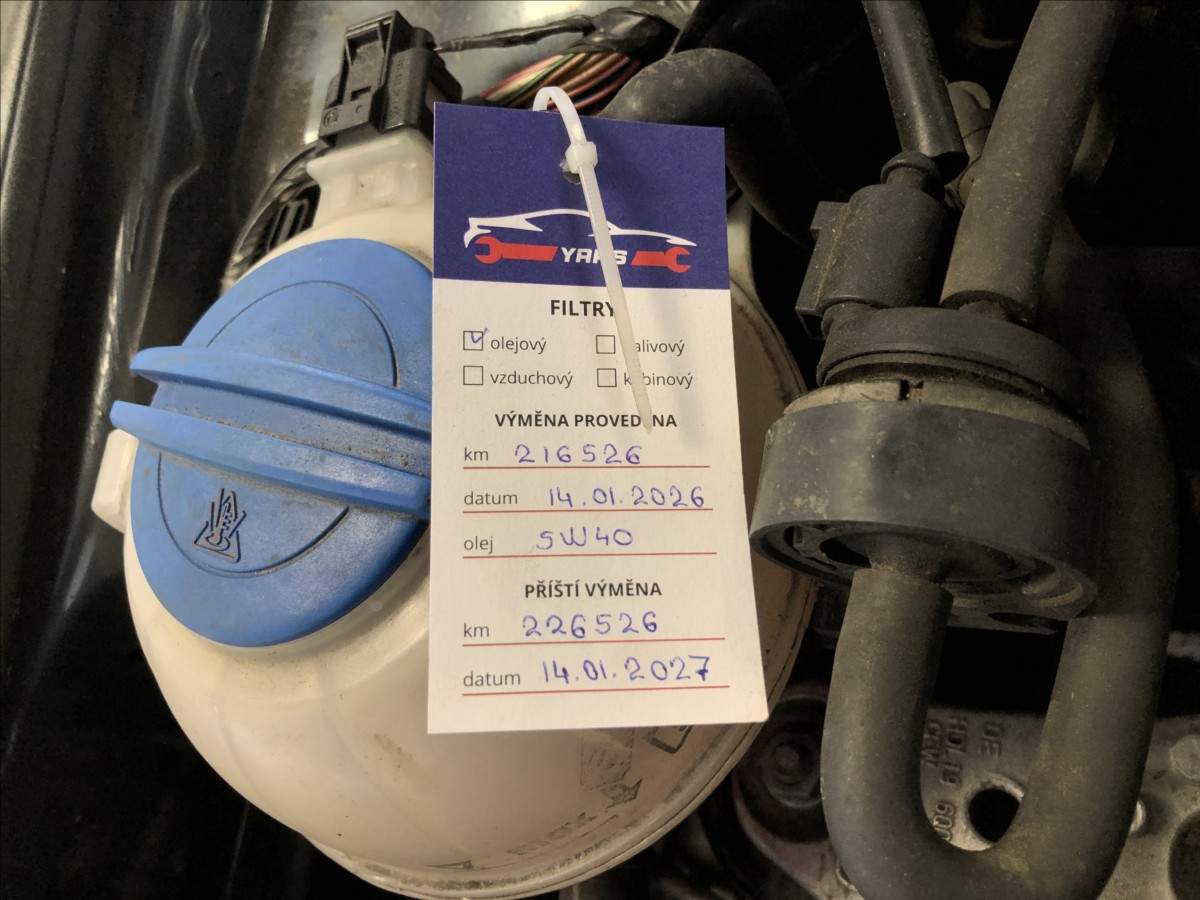 YARS
FILTRY
olejový
vzduchový kabinový
VÝMĚNA PROVEDENA
km 216526
datum 14.01.2026
olej 5W40
PŘÍŠTÍ VÝMĚNA
km 226526
datum 14.01.2027